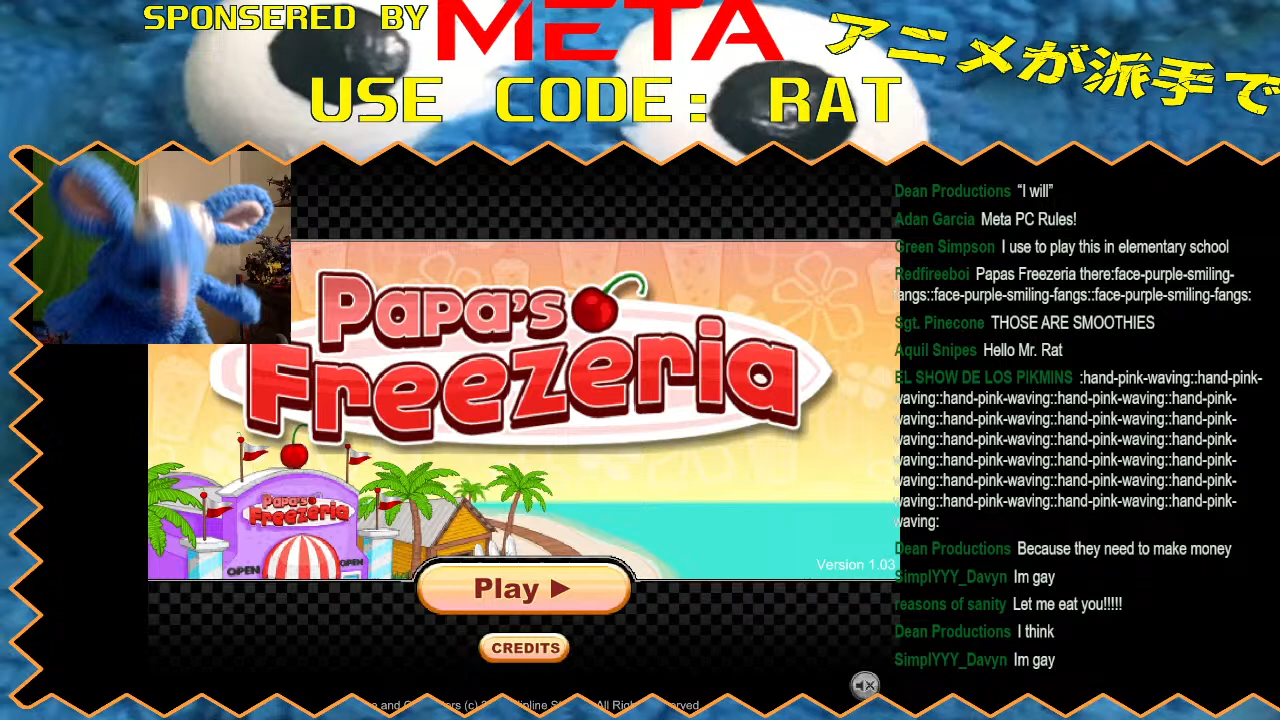 SPONSERED BY META
アニメが派手で
USE CODE: RAT
Dean Productions “I will”
Adan Garcia Meta PC Rules!
Green Simpson I use to play this in elementary school
Redfireeboi Papas Freezeria there:face-purple-smiling-
fangs::face-purple-smiling-fangs::face-purple-smiling-fangs:
Sgt. Pinecone THOSE ARE SMOOTHIES
Aquil Snipes Hello Mr. Rat
EL SHOW DE LOS PIKMINS :hand-pink-waving::hand-pink-
waving::hand-pink-waving::hand-pink-waving::hand-pink-
waving::hand-pink-waving::hand-pink-waving::hand-pink-
waving::hand-pink-waving::hand-pink-waving::hand-pink-
waving::hand-pink-waving::hand-pink-waving::hand-pink-
waving::hand-pink-waving::hand-pink-waving::hand-pink-
waving::hand-pink-waving::hand-pink-waving::hand-pink-
waving:
Dean Productions Because they need to make money
SimplYYY_Davyn Im gay
reasons of sanity Let me eat you!!!!!
Dean Productions I think
SimplYYY_Davyn Im gay
Papa's
Freezeria
Papa's
Freezeria
OPEN
OPEN
Version 1.03
Play
CREDITS
and (c) All reserved